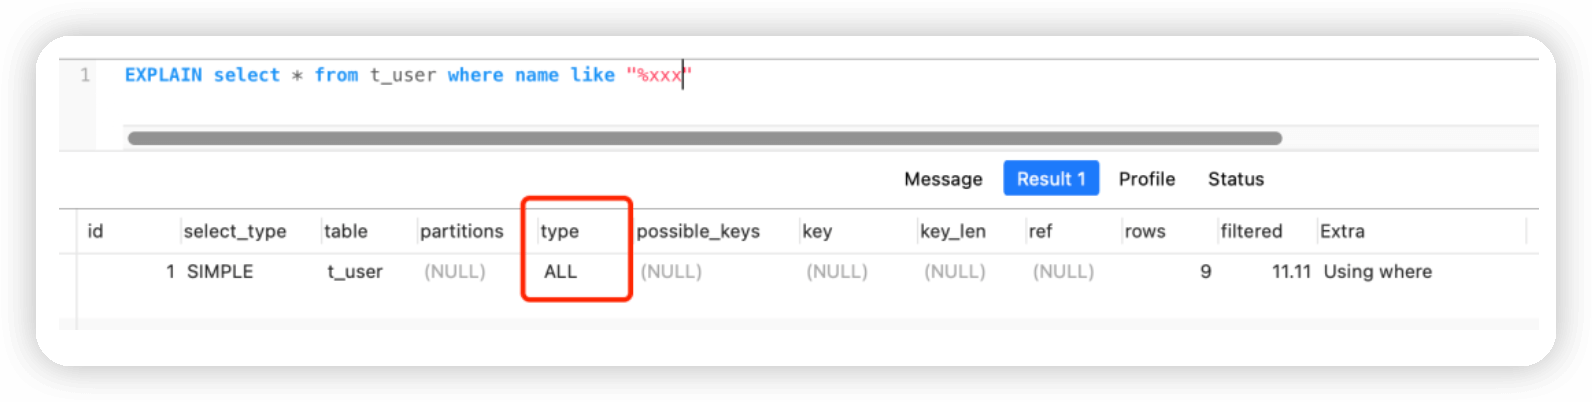 1 EXPLAIN select * from t_user where name like "%xxx"
Message Result 1 Profile Status
id select_type table partitions type possible_keys key key_len ref rows filtered Extra
1 SIMPLE t_user (NULL) ALL (NULL) (NULL) (NULL) (NULL) 9 11.11 Using where